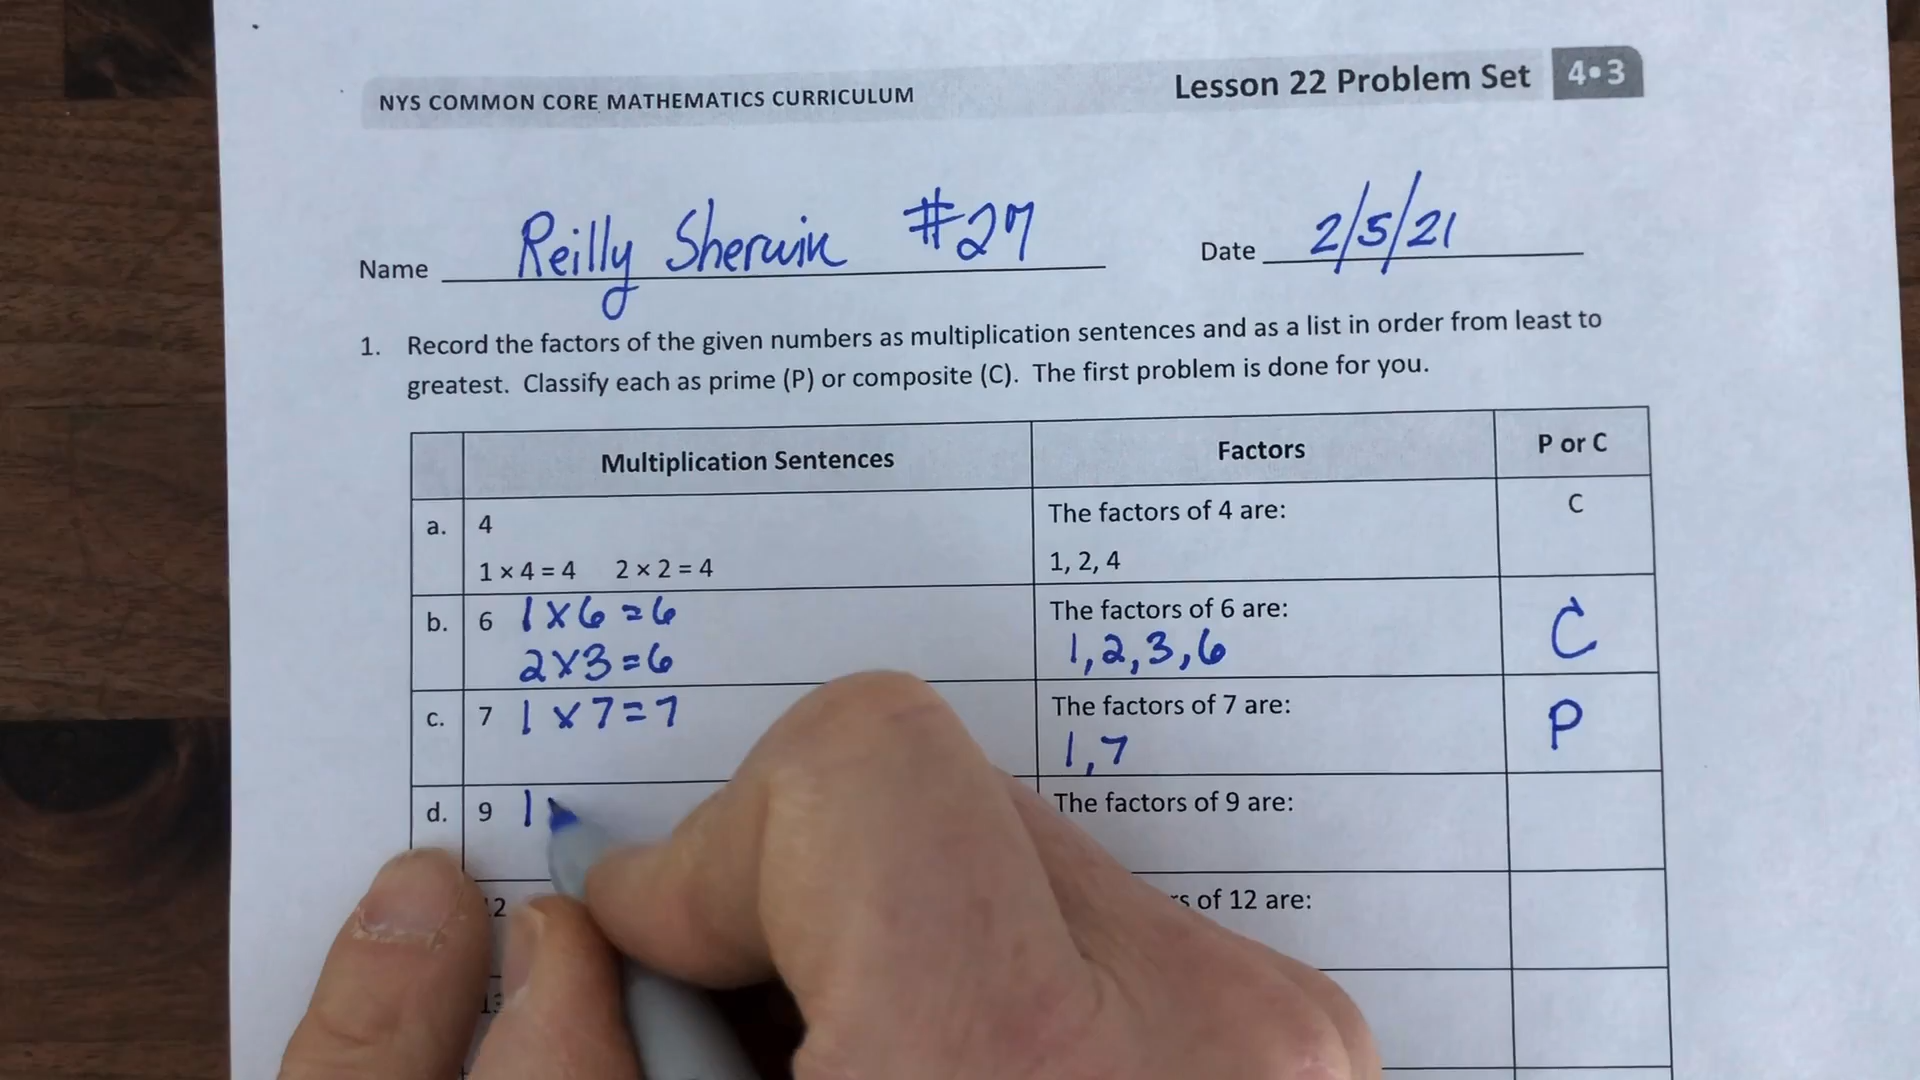 NYS COMMON CORE MATHEMATICS CURRICULUM
Lesson 22 Problem Set 4•3
Name Reilly Sherwin #27 Date 2/5/21
1. Record the factors of the given numbers as multiplication sentences and as a list in order from least to
greatest. Classify each as prime (P) or composite (C). The first problem is done for you.
Multiplication Sentences Factors P or C
a. 4 The factors of 4 are: C
1 × 4 = 4 2 × 2 = 4 1, 2, 4
b. 6 1 x 6 = 6 The factors of 6 are: C
2 x 3 = 6 1, 2, 3, 6
c. 7 1 x 7 = 7 The factors of 7 are: P
1, 7
d. 9 1 The factors of 9 are:
of 12 are: